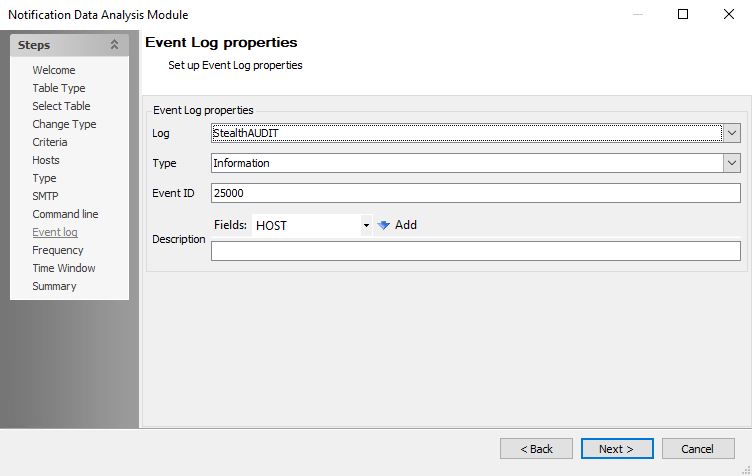 Notification Data Analysis Module
Steps
Welcome
Table Type
Select Table
Change Type
Criteria
Hosts
Type
SMTP
Command line
Event log
Frequency
Time Window
Summary
Event Log properties
Set up Event Log properties
Event Log properties
Log StealthAUDIT
Type Information
Event ID 25000
Fields: HOST Add
Description
< Back Next > Cancel